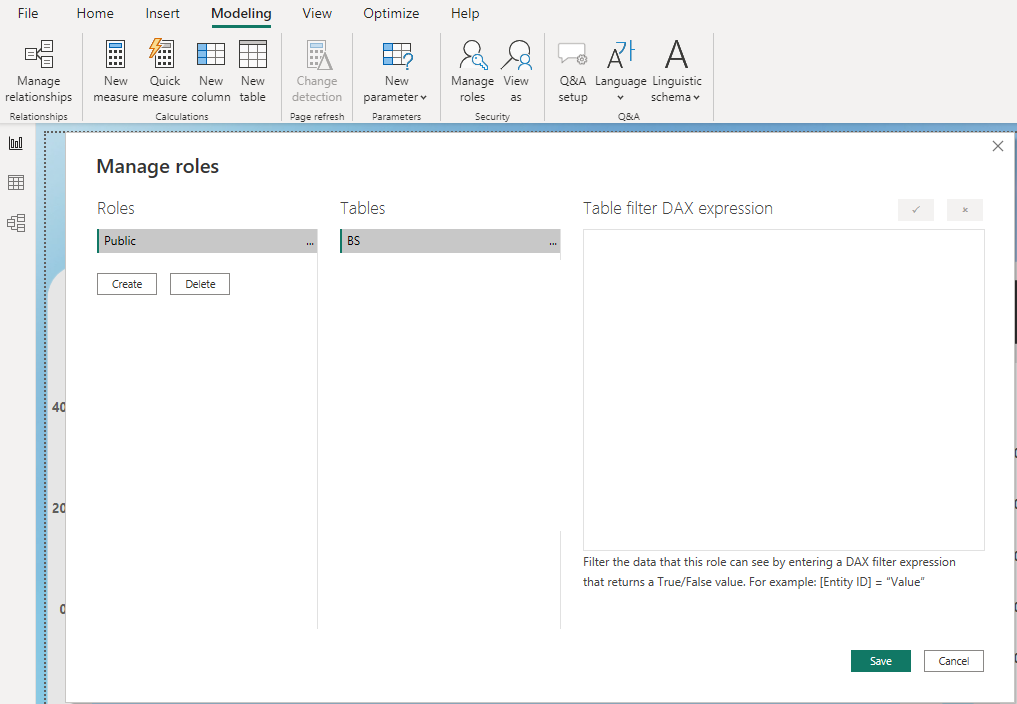 File Home Insert Modeling View Optimize Help
Manage relationships
New measure
Quick measure
New column
New table
Change detection
New parameter
Manage roles
View as
Q&A setup
Language
Linguistic schema
Relationships Calculations Page refresh Parameters Security Q&A
Manage roles
Roles
Public ...
Create Delete
Tables
BS ...
Table filter DAX expression
Filter the data that this role can see by entering a DAX filter expression
that returns a True/False value. For example: [Entity ID] = “Value”
Save Cancel
40
20
0